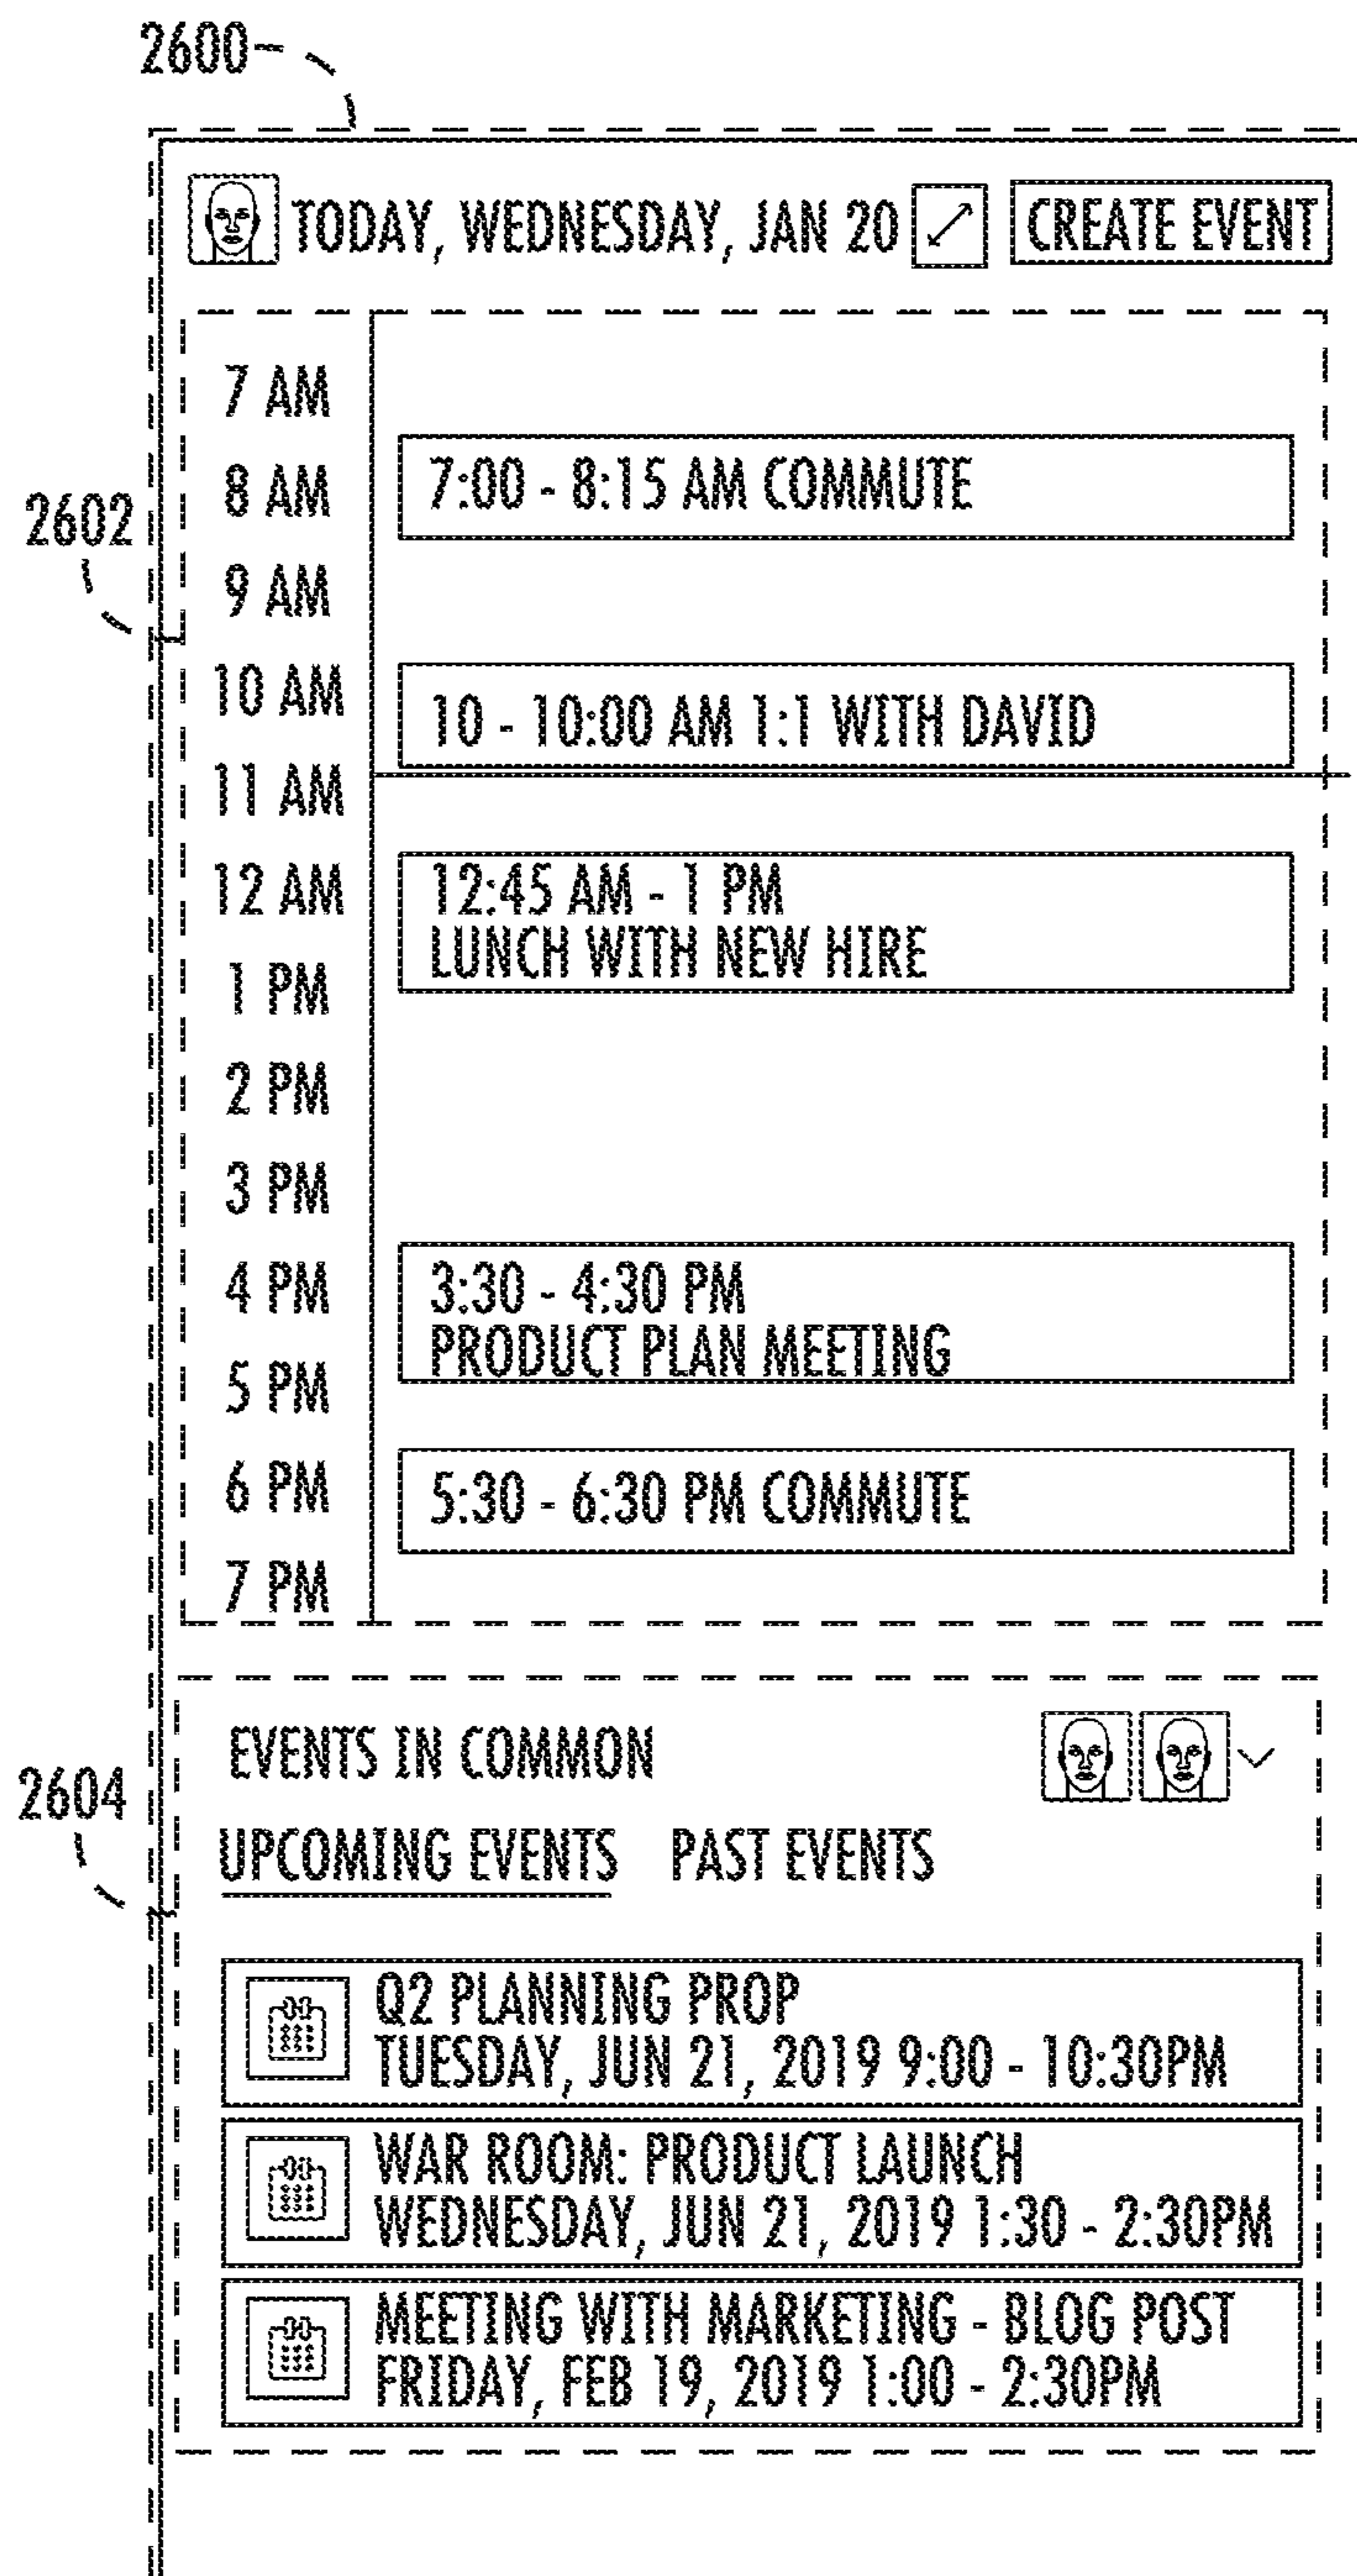 2600
TODAY, WEDNESDAY, JAN 20
CREATE EVENT
2602
7 AM
8 AM
9 AM
10 AM
11 AM
12 AM
1 PM
2 PM
3 PM
4 PM
5 PM
6 PM
7 PM
7:00 - 8:15 AM COMMUTE
10 - 10:00 AM 1:1 WITH DAVID
12:45 AM - 1 PM
LUNCH WITH NEW HIRE
3:30 - 4:30 PM
PRODUCT PLAN MEETING
5:30 - 6:30 PM COMMUTE
2604
EVENTS IN COMMON
UPCOMING EVENTS PAST EVENTS
Q2 PLANNING PROP
TUESDAY, JUN 21, 2019 9:00 - 10:30PM
WAR ROOM: PRODUCT LAUNCH
WEDNESDAY, JUN 21, 2019 1:30 - 2:30PM
MEETING WITH MARKETING - BLOG POST
FRIDAY, FEB 19, 2019 1:00 - 2:30PM